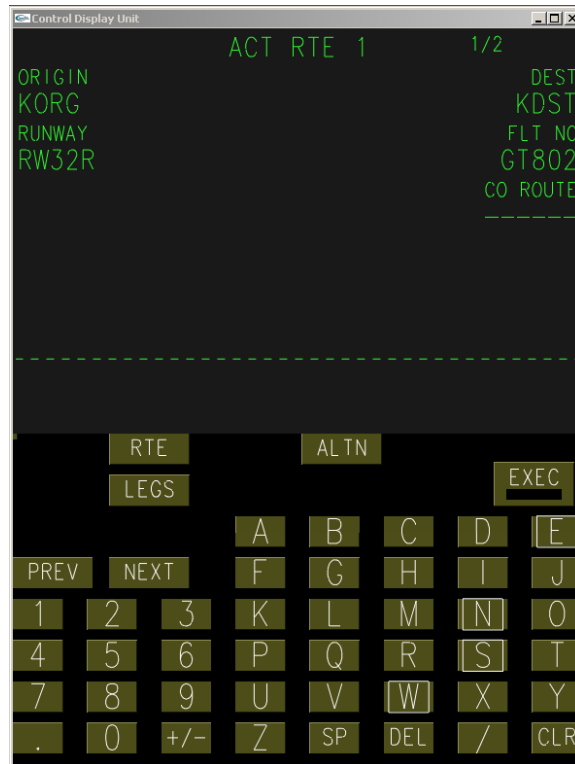 Control Display Unit
ACT RTE 1 1/2
ORIGIN DEST
KORG KDST
RUNWAY FLT NO
RW32R GT802
CO ROUTE
------
RTE ALTN
EXEC
LEGS
A B C D E
PREV NEXT F G H I J
1 2 3 K L M N O
4 5 6 P Q R S T
7 8 9 U V W X Y
. 0 +/- Z SP DEL / CLR